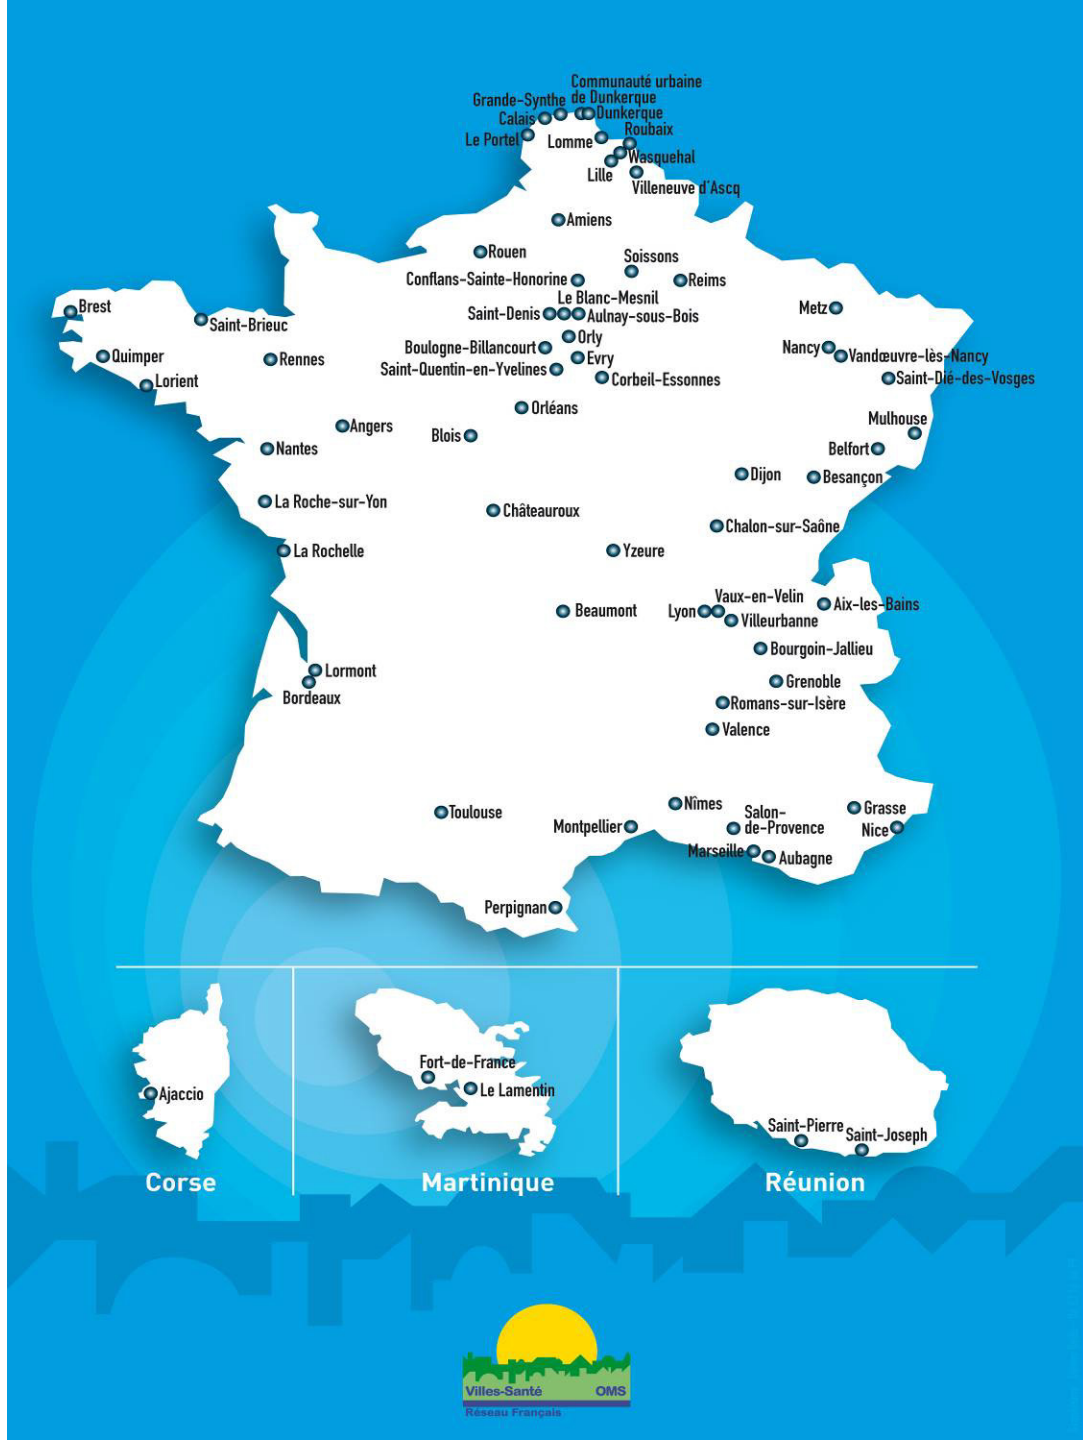 Communauté urbaine
de Dunkerque
Grande-Synthe
Dunkerque
Calais
Roubaix
Le Portel
Lomme
Wasquehal
Lille
Villeneuve d'Ascq
Amiens
Rouen
Soissons
Conflans-Sainte-Honorine
Reims
Le Blanc-Mesnil
Brest
Metz
Saint-Denis
Aulnay-sous-Bois
Saint-Brieuc
Orly
Boulogne-Billancourt
Nancy
Quimper
Rennes
Evry
Vandœuvre-lès-Nancy
Saint-Quentin-en-Yvelines
Lorient
Corbeil-Essonnes
Saint-Dié-des-Vosges
Orléans
Mulhouse
Angers
Blois
Nantes
Belfort
Dijon
Besançon
La Roche-sur-Yon
Châteauroux
Chalon-sur-Saône
La Rochelle
Yzeure
Vaux-en-Velin
Beaumont
Lyon
Aix-les-Bains
Villeurbanne
Bourgoin-Jallieu
Lormont
Grenoble
Bordeaux
Romans-sur-Isère
Valence
Nîmes
Grasse
Toulouse
Salon-
de-Provence
Montpellier
Nice
Marseille
Aubagne
Perpignan
Fort-de-France
Ajaccio
Le Lamentin
Saint-Pierre
Saint-Joseph
Corse
Martinique
Réunion
Villes-Santé OMS
Réseau Français